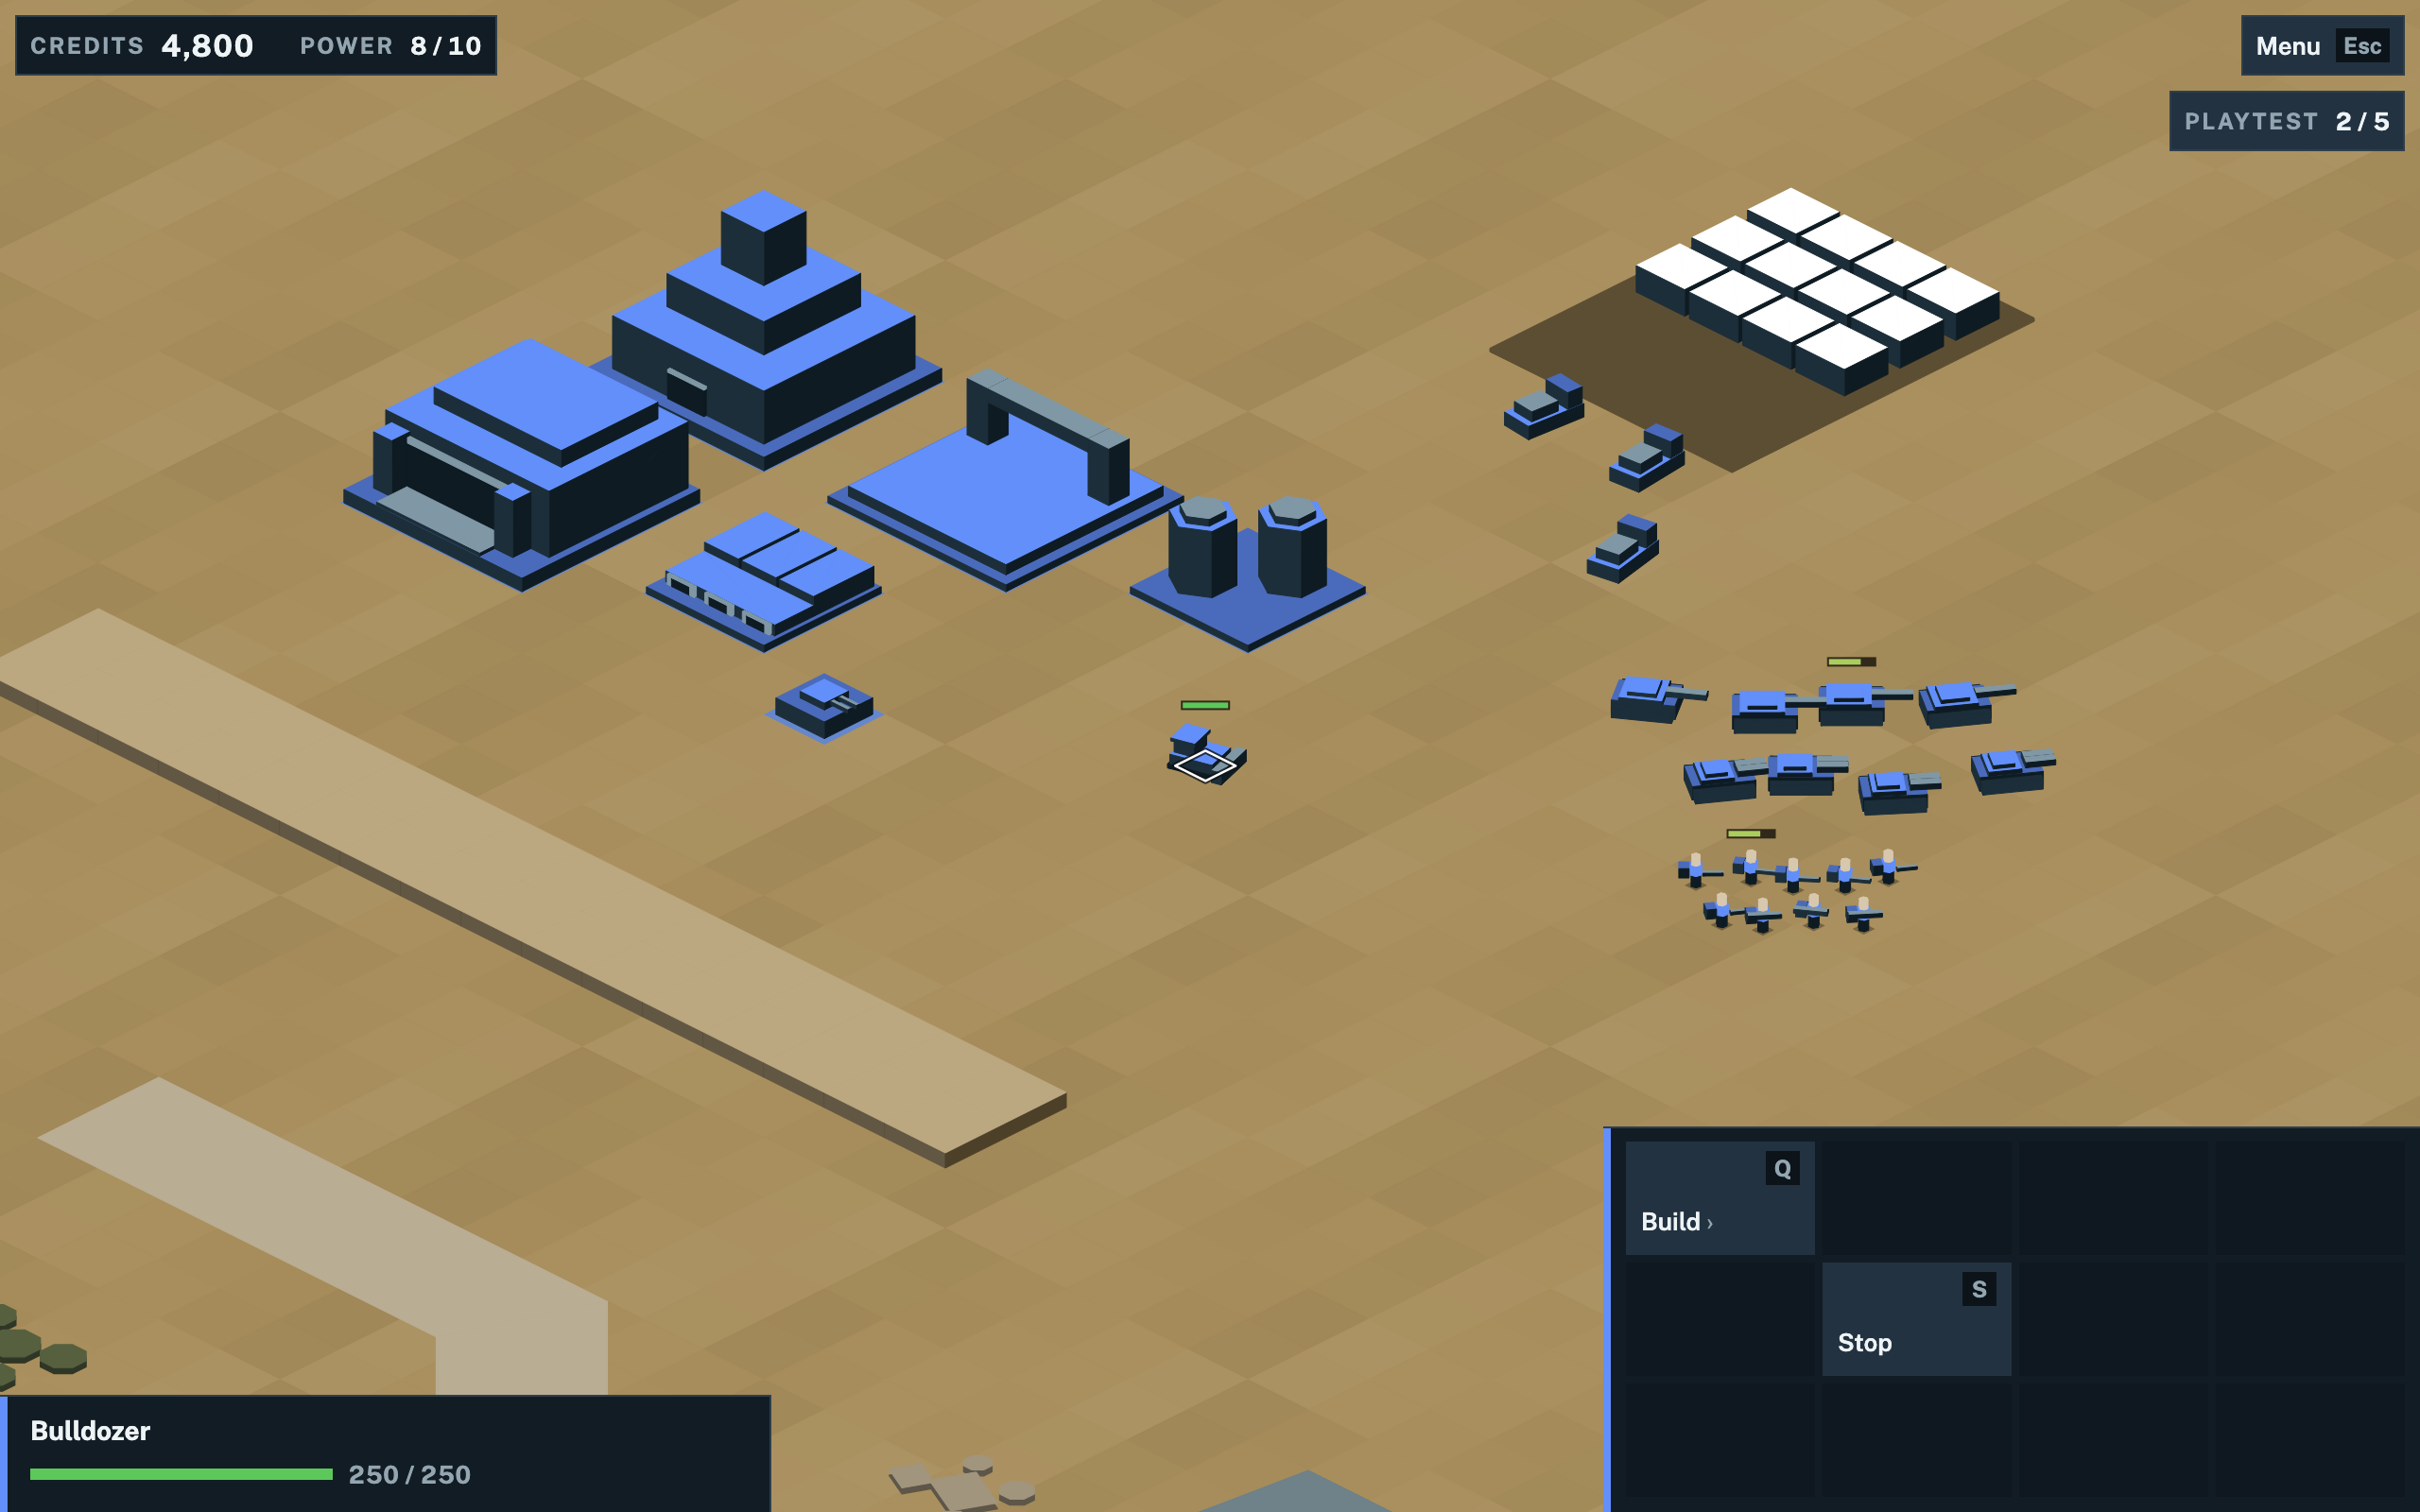 CREDITS 4,800 POWER 8/10
Menu Esc
PLAYTEST 2/5
Q
Build ›
S
Stop
Bulldozer
250/250